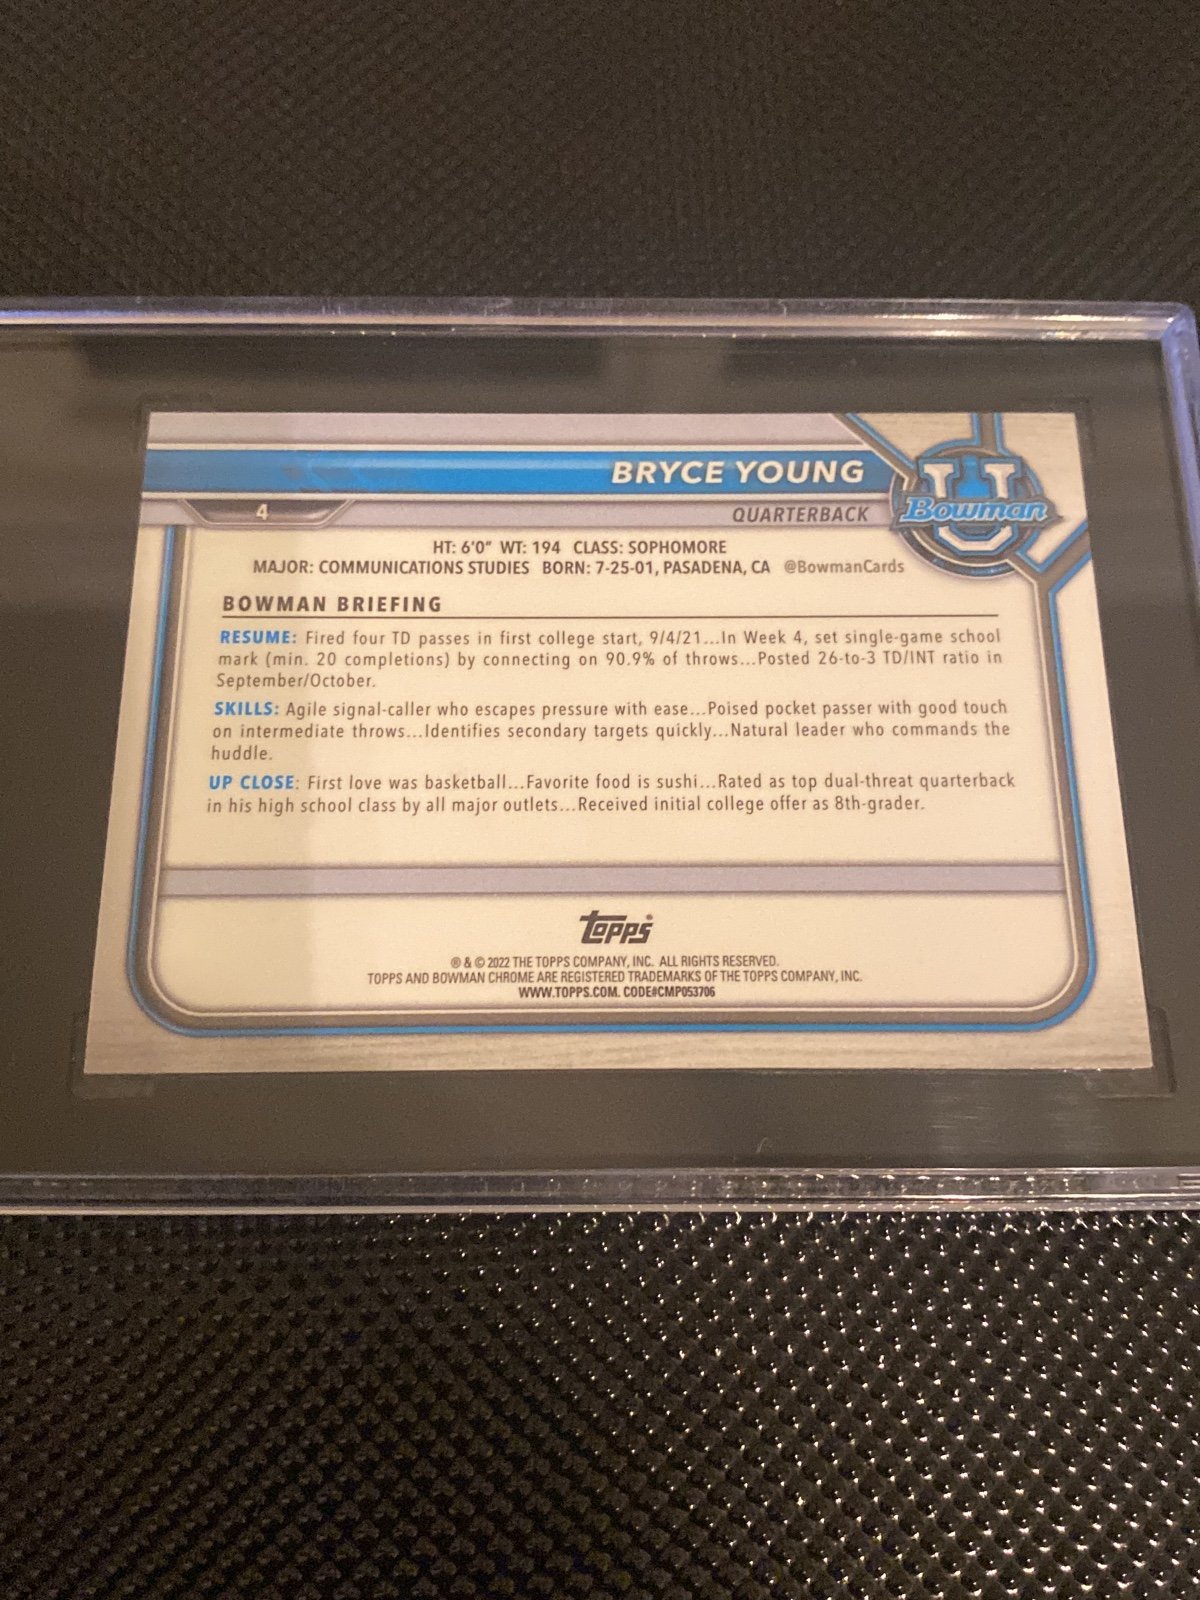 BRYCE YOUNG
U
Bowman
4
QUARTERBACK
HT: 6'0" WT: 194 CLASS: SOPHOMORE
MAJOR: COMMUNICATIONS STUDIES BORN: 7-25-01, PASADENA, CA @BowmanCards
BOWMAN BRIEFING
RESUME: Fired four TD passes in first college start, 9/4/21...In Week 4, set single-game school
mark (min. 20 completions) by connecting on 90.9% of throws...Posted 26-to-3 TD/INT ratio in
September/October.
SKILLS: Agile signal-caller who escapes pressure with ease...Poised pocket passer with good touch
on intermediate throws...Identifies secondary targets quickly...Natural leader who commands the
huddle.
UP CLOSE: First love was basketball...Favorite food is sushi...Rated as top dual-threat quarterback
in his high school class by all major outlets...Received initial college offer as 8th-grader.
topps®
® & © 2022 THE TOPPS COMPANY, INC. ALL RIGHTS RESERVED.
TOPPS AND BOWMAN CHROME ARE REGISTERED TRADEMARKS OF THE TOPPS COMPANY, INC.
WWW.TOPPS.COM. CODE#CMP053706